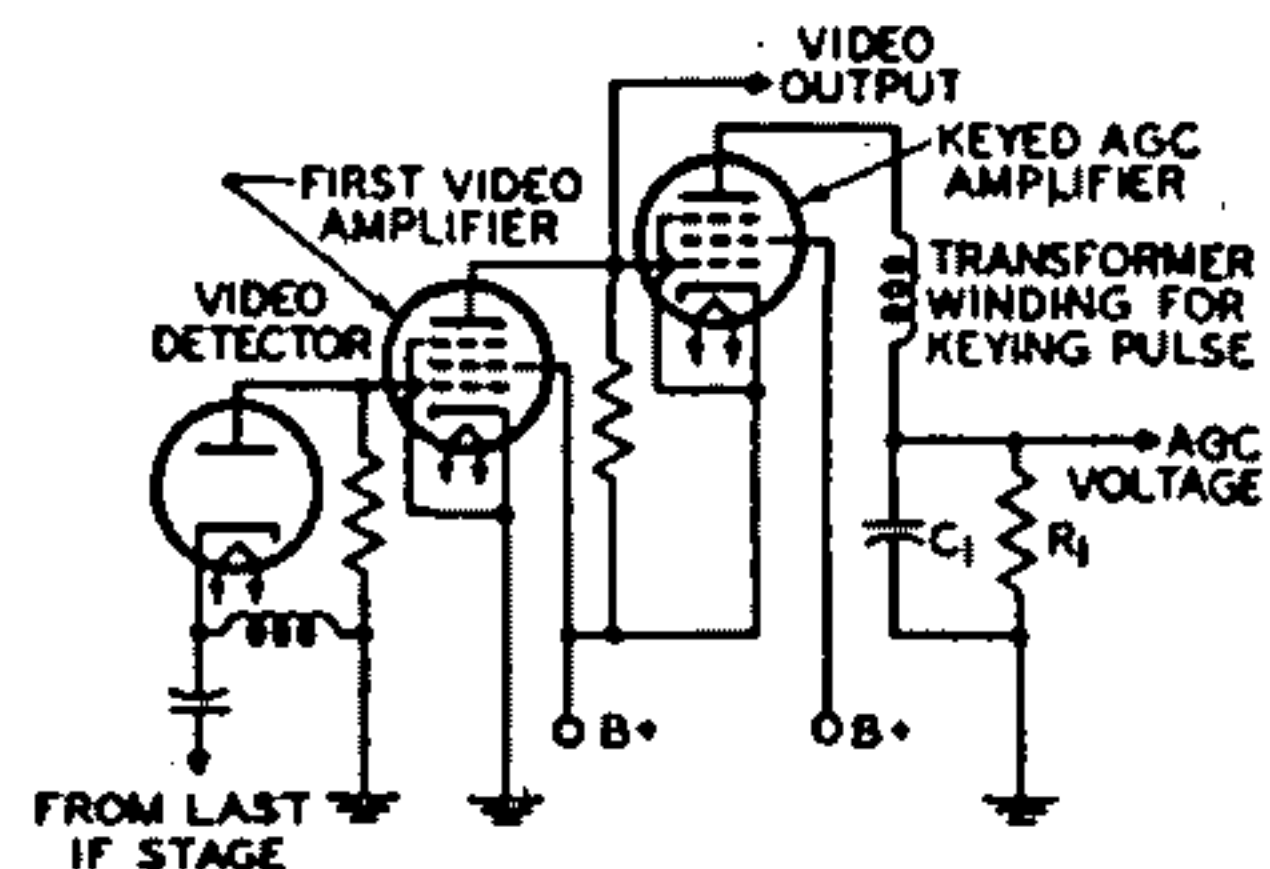 VIDEO
OUTPUT
KEYED AGC
AMPLIFIER
FIRST VIDEO
AMPLIFIER
TRANSFORMER
WINDING FOR
KEYING PULSE
VIDEO
DETECTOR
AGC
VOLTAGE
C1
R1
B+
B+
FROM LAST
IF STAGE